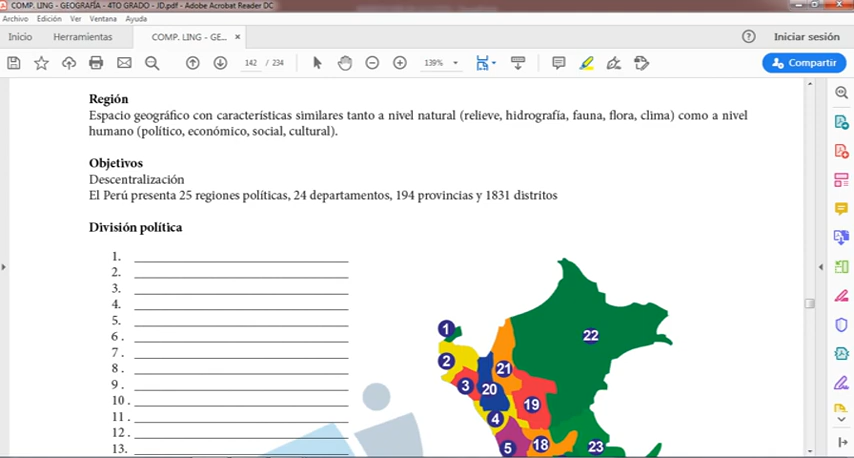 COMP. LING - GEOGRAFÍA - 4TO GRADO - JD.pdf - Adobe Acrobat Reader DC
Archivo Edición Ver Ventana Ayuda
Inicio Herramientas COMP. LING - GE... × ? Iniciar sesión
142 / 234 139% Compartir
Región
Espacio geográfico con características similares tanto a nivel natural (relieve, hidrografía, fauna, flora, clima) como a nivel
humano (político, económico, social, cultural).
Objetivos
Descentralización
El Perú presenta 25 regiones políticas, 24 departamentos, 194 provincias y 1831 distritos
División política
1.
2.
3.
4.
5.
6 .
7 .
8 .
9 .
10 .
11 .
12 .
13.
1
22
2
21
3
20
19
4
5
18
23